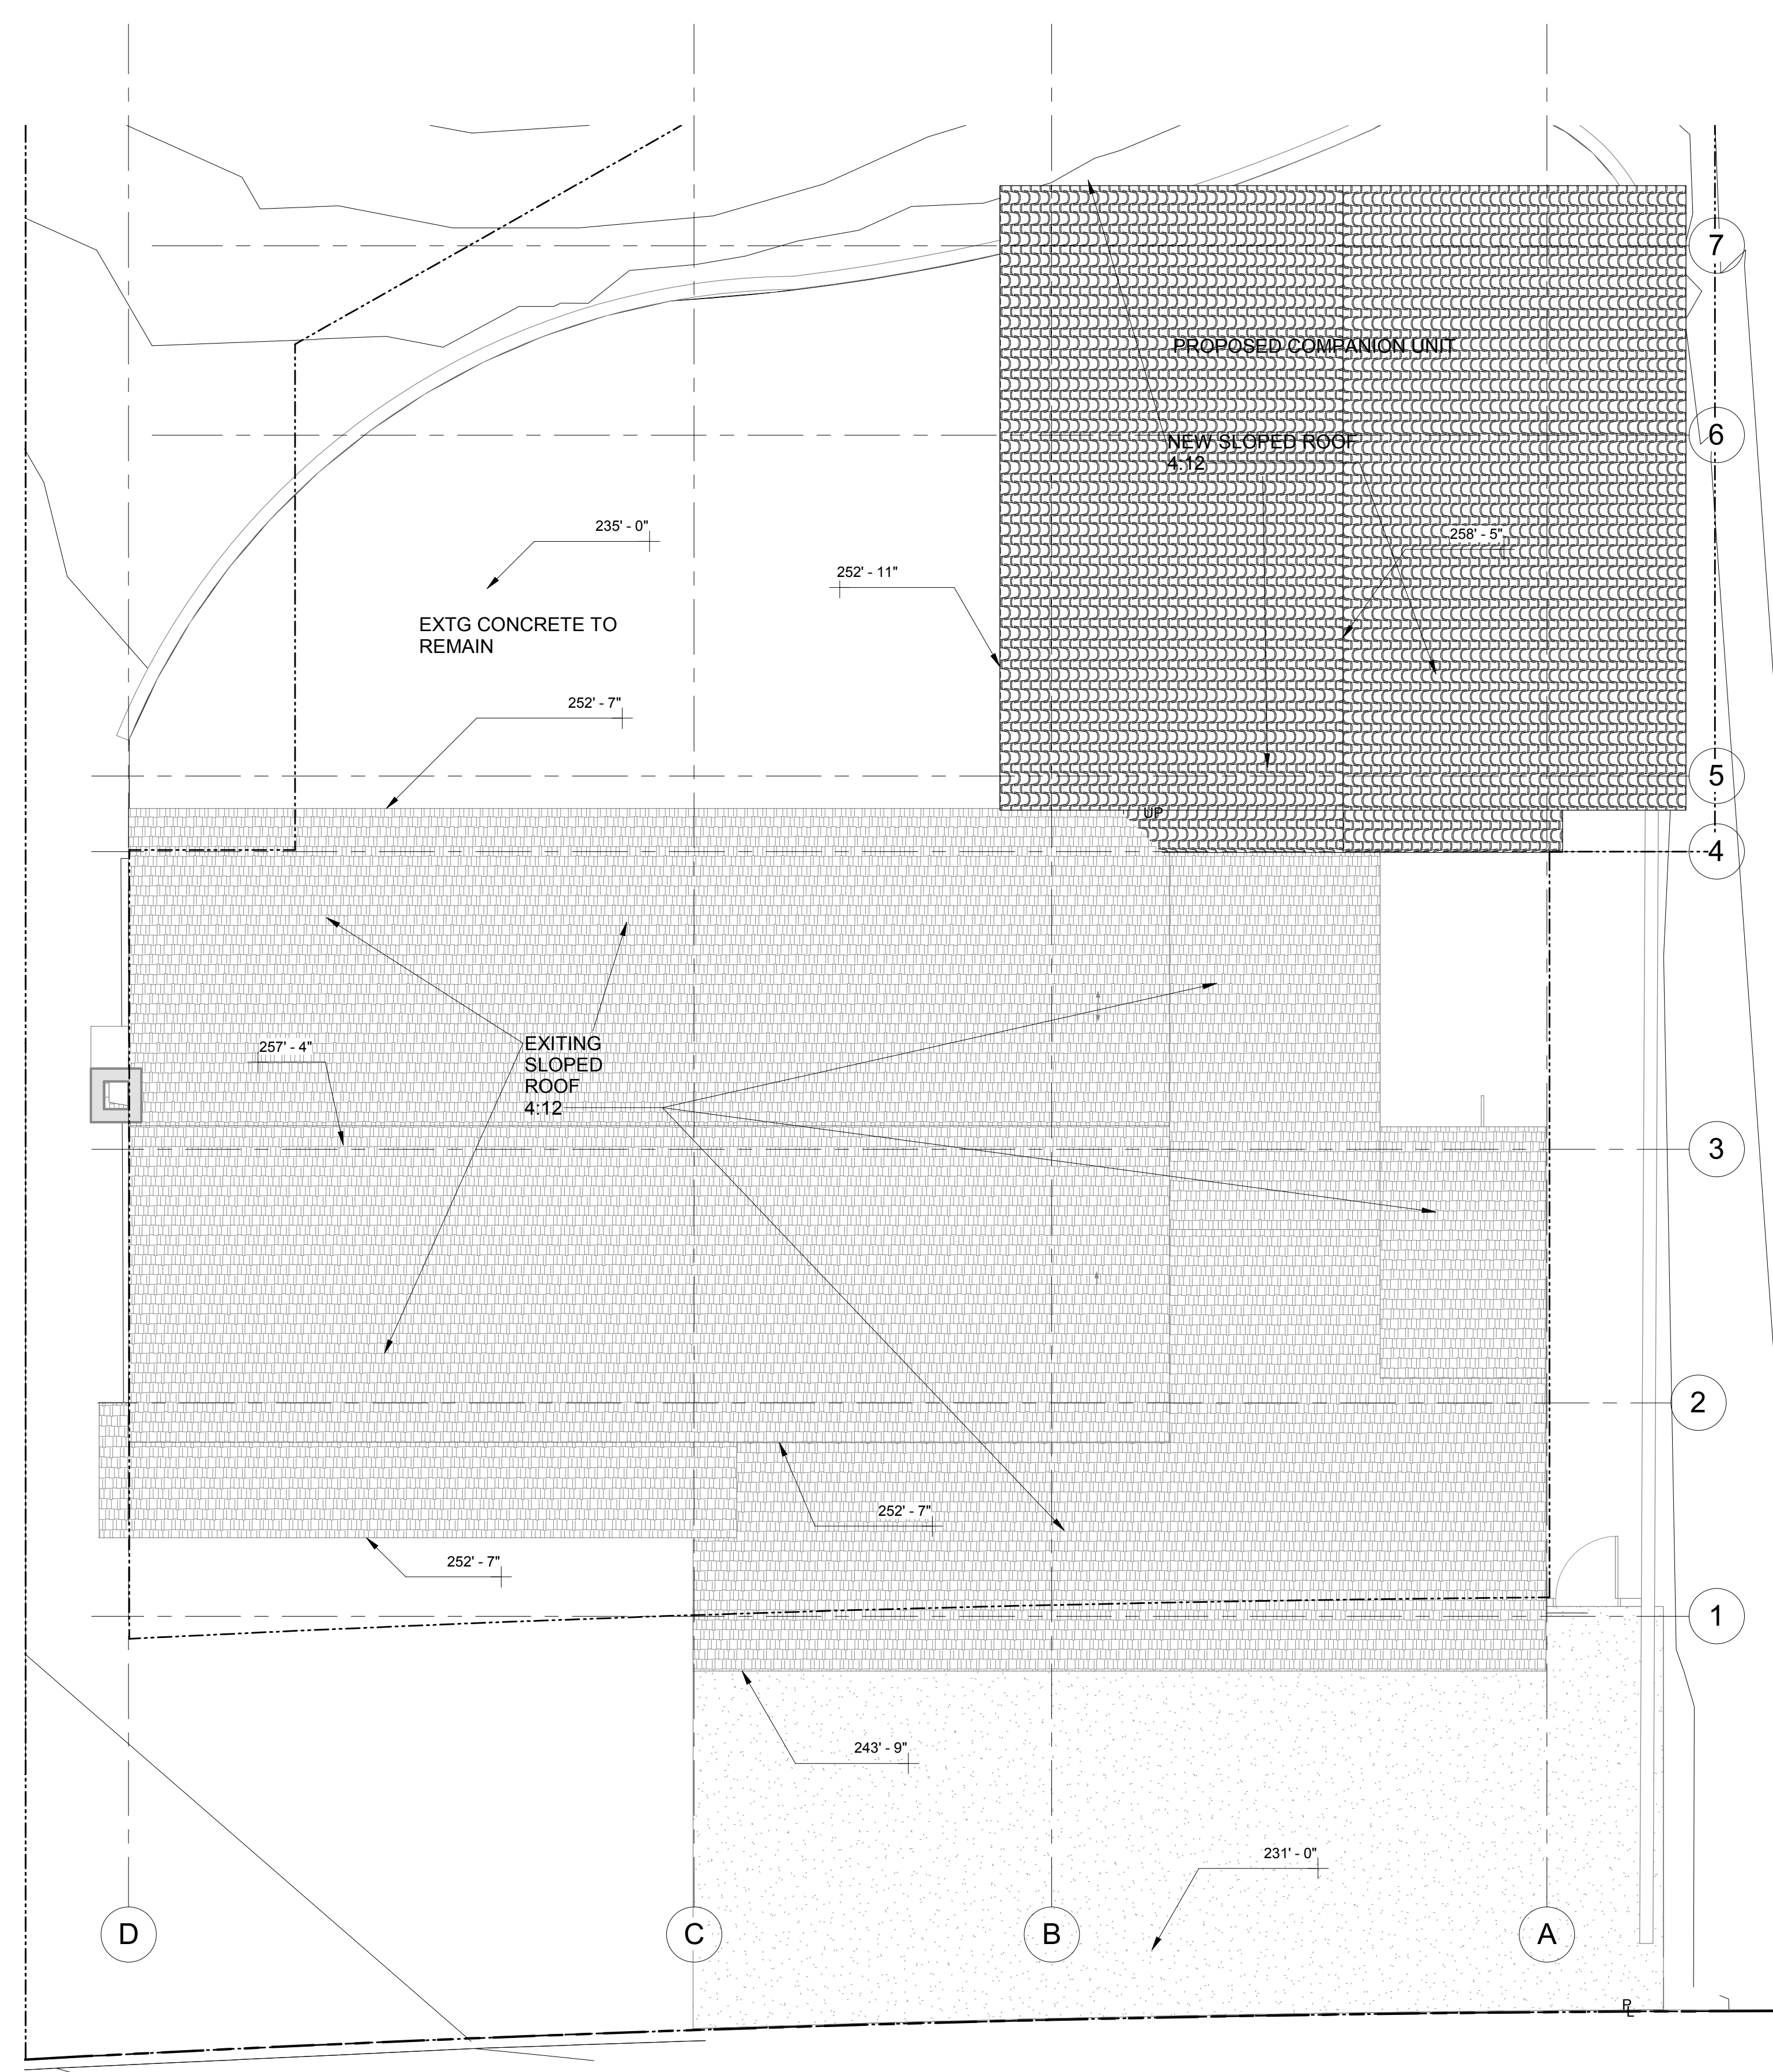 7
PROPOSED COMPANION UNIT
6
NEW SLOPED ROOF
4:12
235' - 0"
258' - 5"
252' - 11"
EXTG CONCRETE TO
REMAIN
252' - 7"
5
UP
4
EXITING
SLOPED
ROOF
4:12
257' - 4"
3
2
252' - 7"
252' - 7"
1
243' - 9"
231' - 0"
D
C
B
A
PL